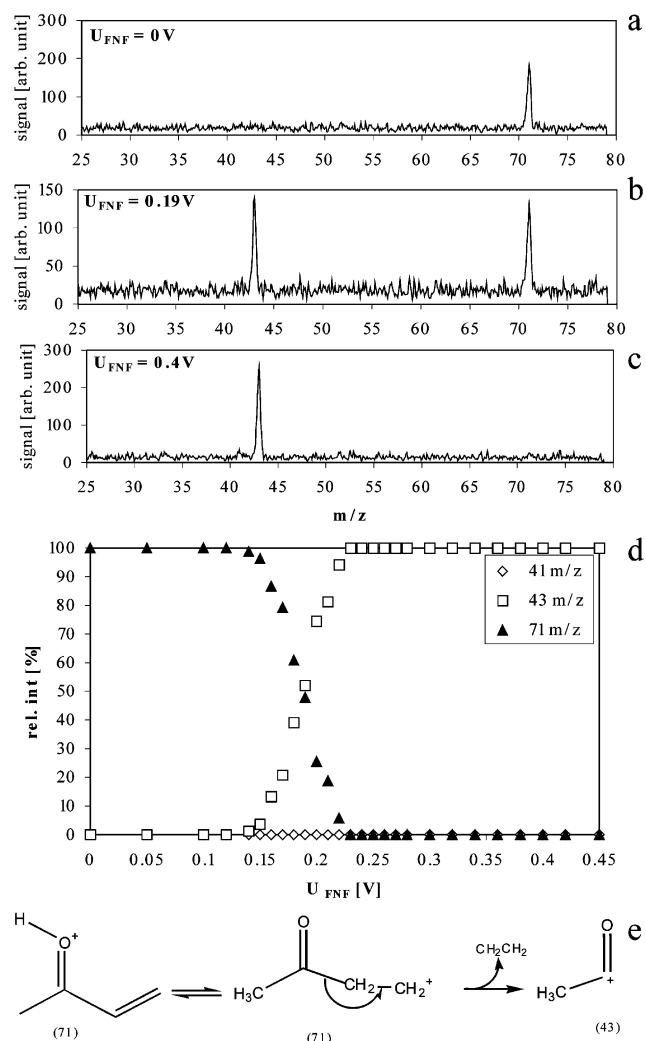 a
U FNF = 0 V
signal [arb. unit]
300
200
100
0
25 30 35 40 45 50 55 60 65 70 75 80
b
U FNF = 0.19 V
signal [arb. unit]
150
100
50
0
25 30 35 40 45 50 55 60 65 70 75 80
c
U FNF = 0.4 V
signal [arb. unit]
300
200
100
0
25 30 35 40 45 50 55 60 65 70 75 80
m / z
d
rel. int [%]
100
90
80
70
60
50
40
30
20
10
0
41 m/z
43 m/z
71 m/z
0 0.05 0.1 0.15 0.2 0.25 0.3 0.35 0.4 0.45
U FNF [V]
e
H
O+
(71)
O
H3C
CH2
CH2+
(71)
CH2CH2
O
H3C
+
(43)